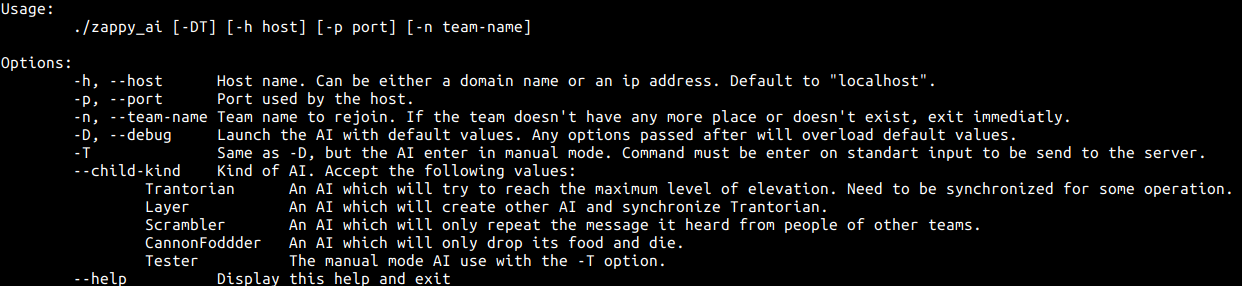 Usage:
./zappy_ai [-DT] [-h host] [-p port] [-n team-name]
Options:
-h, --host Host name. Can be either a domain name or an ip address. Default to "localhost".
-p, --port Port used by the host.
-n, --team-name Team name to rejoin. If the team doesn't have any more place or doesn't exist, exit immediatly.
-D, --debug Launch the AI with default values. Any options passed after will overload default values.
-T Same as -D, but the AI enter in manual mode. Command must be enter on standart input to be send to the server.
--child-kind Kind of AI. Accept the following values:
Trantorian An AI which will try to reach the maximum level of elevation. Need to be synchronized for some operation.
Layer An AI which will create other AI and synchronize Trantorian.
Scrambler An AI which will only repeat the message it heard from people of other teams.
CannonFoddder An AI which will only drop its food and die.
Tester The manual mode AI use with the -T option.
--help Display this help and exit